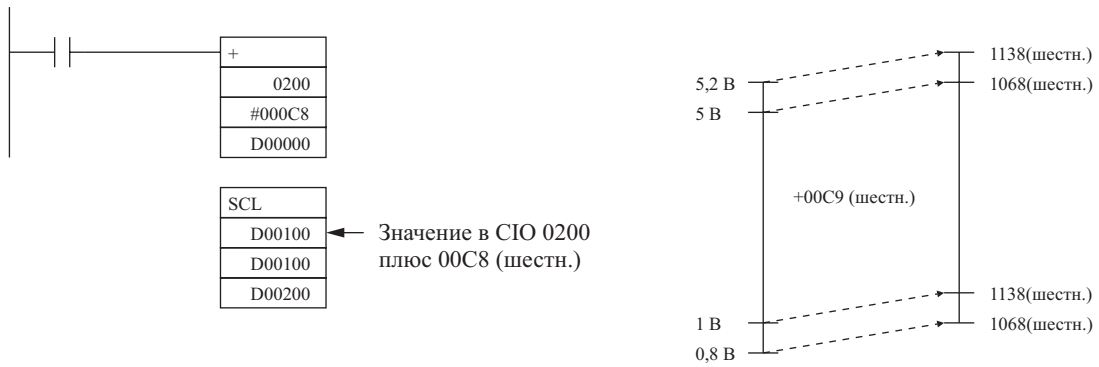 +
0200
#000C8
D00000
SCL
D00100
D00100
D00200
Значение в CIO 0200
плюс 00C8 (шестн.)
5,2 В
5 В
1 В
0,8 В
+00C9 (шестн.)
1138(шестн.)
1068(шестн.)
1138(шестн.)
1068(шестн.)